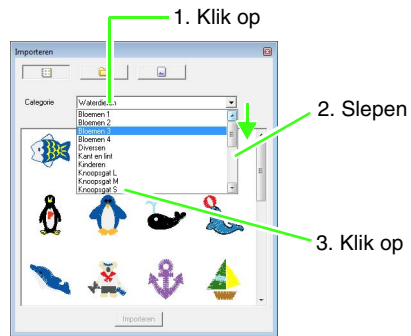 1. Klik op
Importeren
Categorie
Waterdieren
Bloemen 1
Bloemen 2
Bloemen 3
Bloemen 4
Diversen
Kant en lint
Kinderen
Knoopsgat L
Knoopsgat M
Knoopsgat S
2. Slepen
3. Klik op
Importeren